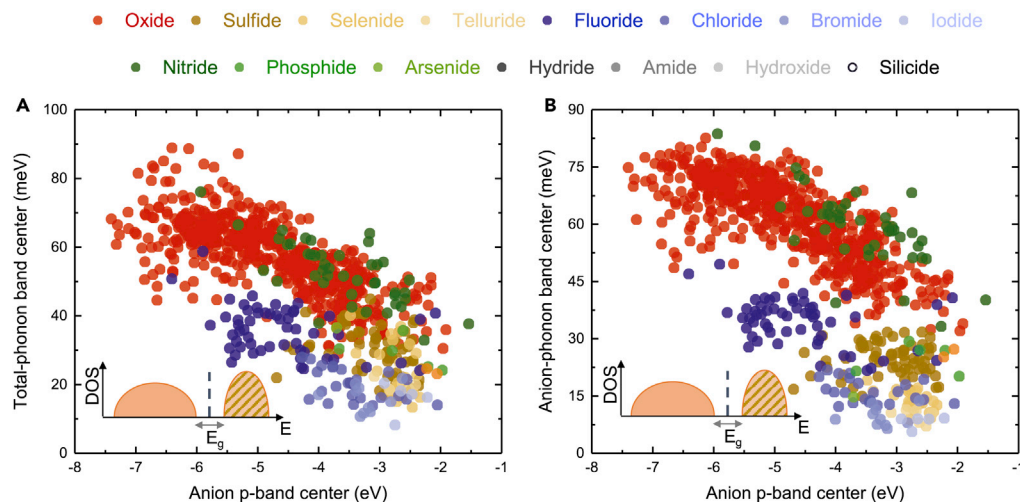 Oxide Sulfide Selenide Telluride Fluoride Chloride Bromide Iodide
Nitride Phosphide Arsenide Hydride Amide Hydroxide Silicide
A
100
80
60
40
20
0
Total-phonon band center (meV)
DOS
E
Eg
-8 -7 -6 -5 -4 -3 -2 -1
Anion p-band center (eV)
B
90
75
60
45
30
15
0
Anion-phonon band center (meV)
DOS
E
Eg
-8 -7 -6 -5 -4 -3 -2 -1
Anion p-band center (eV)